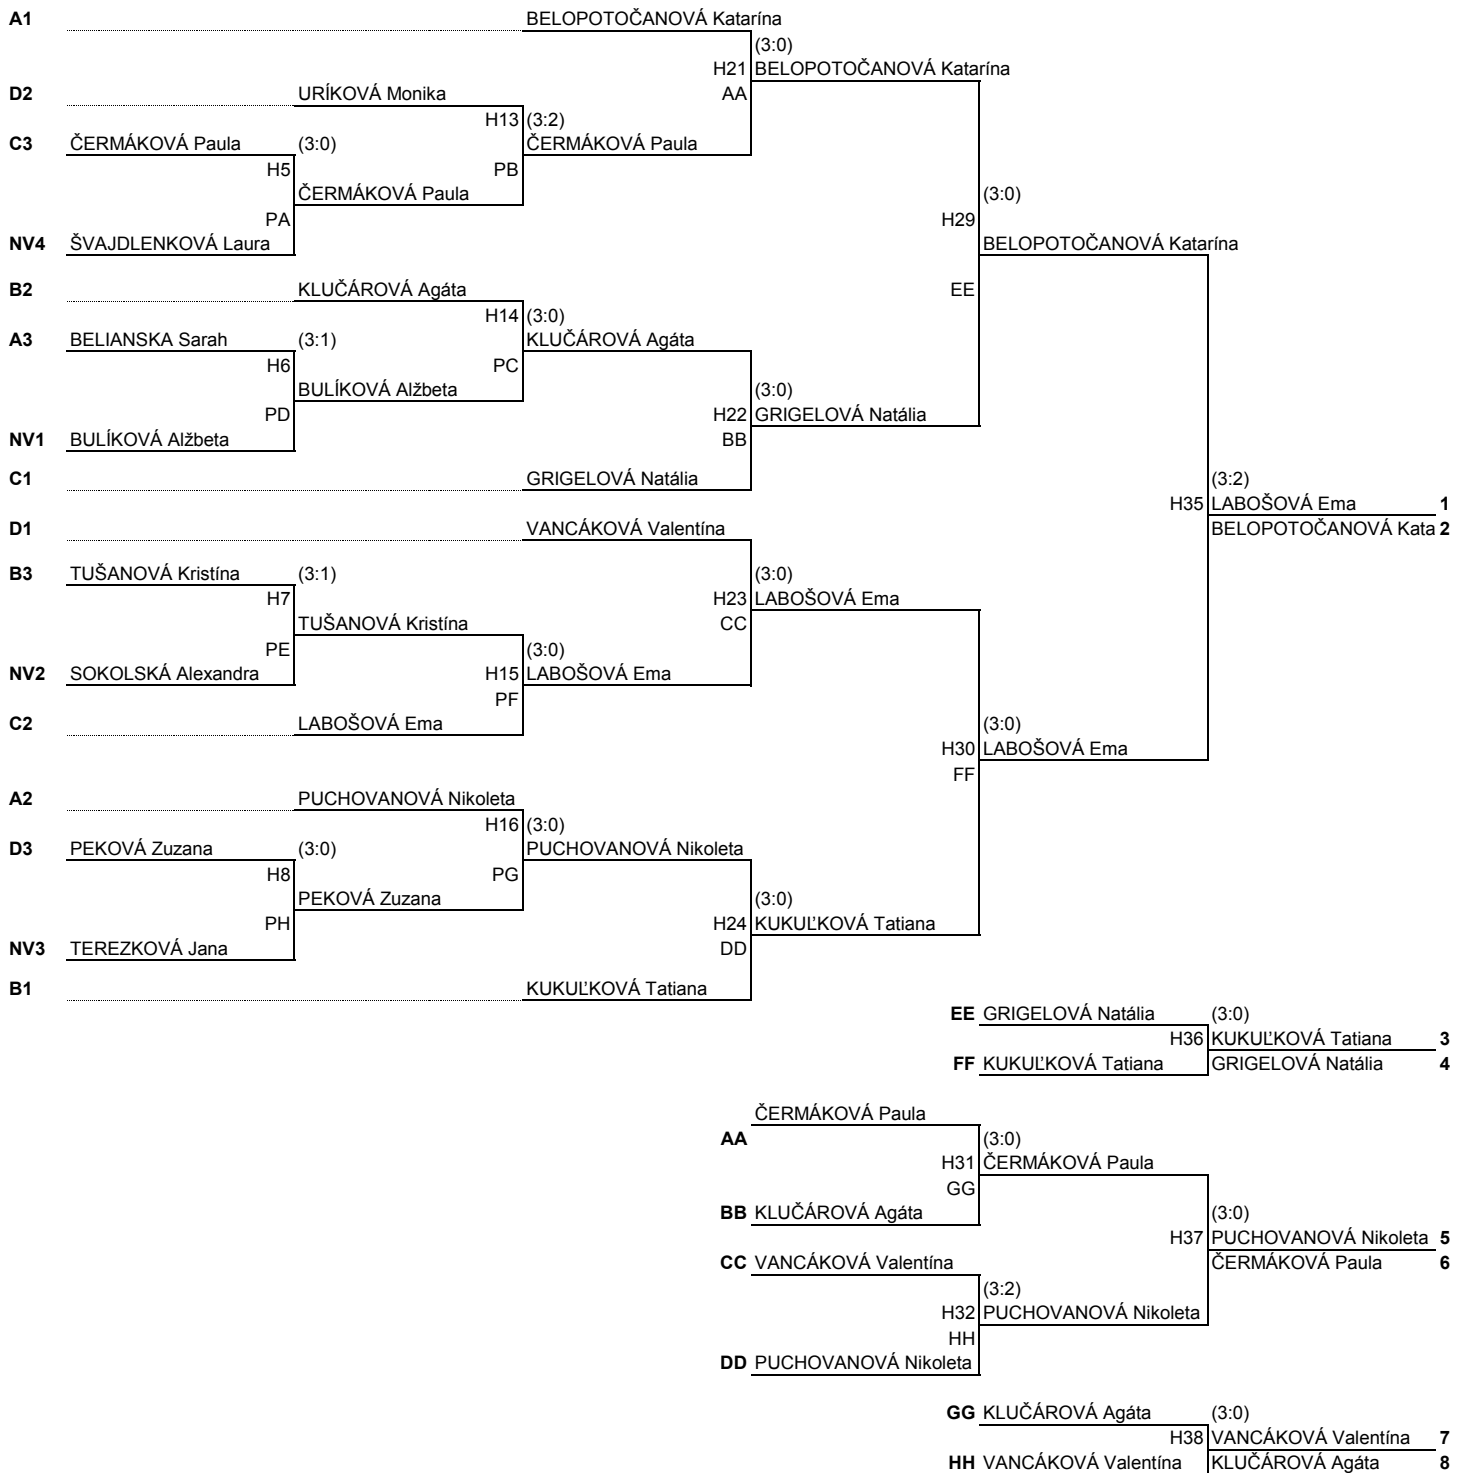 A1 BELOPOTOČANOVÁ Katarína
(3:0)
H21 BELOPOTOČANOVÁ Katarína
D2 URÍKOVÁ Monika AA
H13 (3:2)
C3 ČERMÁKOVÁ Paula (3:0) ČERMÁKOVÁ Paula
H5 PB
ČERMÁKOVÁ Paula (3:0)
PA H29
NV4 ŠVAJDLENKOVÁ Laura BELOPOTOČANOVÁ Katarína
B2 KLUČÁROVÁ Agáta EE
H14 (3:0)
A3 BELIANSKA Sarah (3:1) KLUČÁROVÁ Agáta
H6 PC
BULÍKOVÁ Alžbeta (3:0)
PD H22 GRIGELOVÁ Natália
NV1 BULÍKOVÁ Alžbeta BB
C1 GRIGELOVÁ Natália (3:2)
H35 LABOŠOVÁ Ema 1
D1 VANCÁKOVÁ Valentína BELOPOTOČANOVÁ Kata 2
B3 TUŠANOVÁ Kristína (3:1) (3:0)
H7 H23 LABOŠOVÁ Ema
TUŠANOVÁ Kristína CC
PE (3:0)
NV2 SOKOLSKÁ Alexandra H15 LABOŠOVÁ Ema
PF
C2 LABOŠOVÁ Ema (3:0)
H30 LABOŠOVÁ Ema
FF
A2 PUCHOVANOVÁ Nikoleta
H16 (3:0)
D3 PEKOVÁ Zuzana (3:0) PUCHOVANOVÁ Nikoleta
H8 PG
PEKOVÁ Zuzana (3:0)
PH H24 KUKUĽKOVÁ Tatiana
NV3 TEREZKOVÁ Jana DD
B1 KUKUĽKOVÁ Tatiana
EE GRIGELOVÁ Natália (3:0)
H36 KUKUĽKOVÁ Tatiana 3
FF KUKUĽKOVÁ Tatiana GRIGELOVÁ Natália 4
ČERMÁKOVÁ Paula
AA (3:0)
H31 ČERMÁKOVÁ Paula
GG
BB KLUČÁROVÁ Agáta (3:0)
H37 PUCHOVANOVÁ Nikoleta 5
CC VANCÁKOVÁ Valentína ČERMÁKOVÁ Paula 6
(3:2)
H32 PUCHOVANOVÁ Nikoleta
HH
DD PUCHOVANOVÁ Nikoleta
GG KLUČÁROVÁ Agáta (3:0)
H38 VANCÁKOVÁ Valentína 7
HH VANCÁKOVÁ Valentína KLUČÁROVÁ Agáta 8